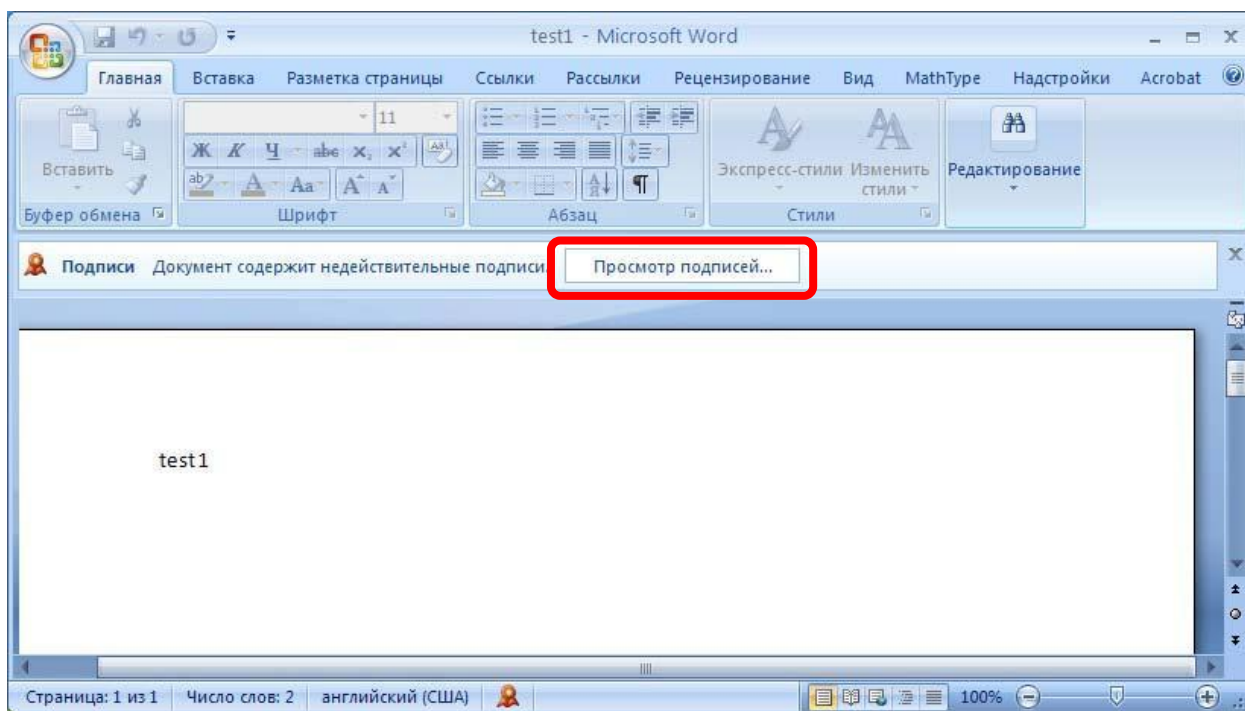 test1 - Microsoft Word
Главная Вставка Разметка страницы Ссылки Рассылки Рецензирование Вид MathType Надстройки Acrobat
11
Вставить
Ж К Ч abc x₂ x²
ab Aa A A
Экспресс-стили
Изменить стили
Редактирование
Буфер обмена Шрифт Абзац Стили
Подписи Документ содержит недействительные подписи. Просмотр подписей...
test1
Страница: 1 из 1 Число слов: 2 английский (США) 100%